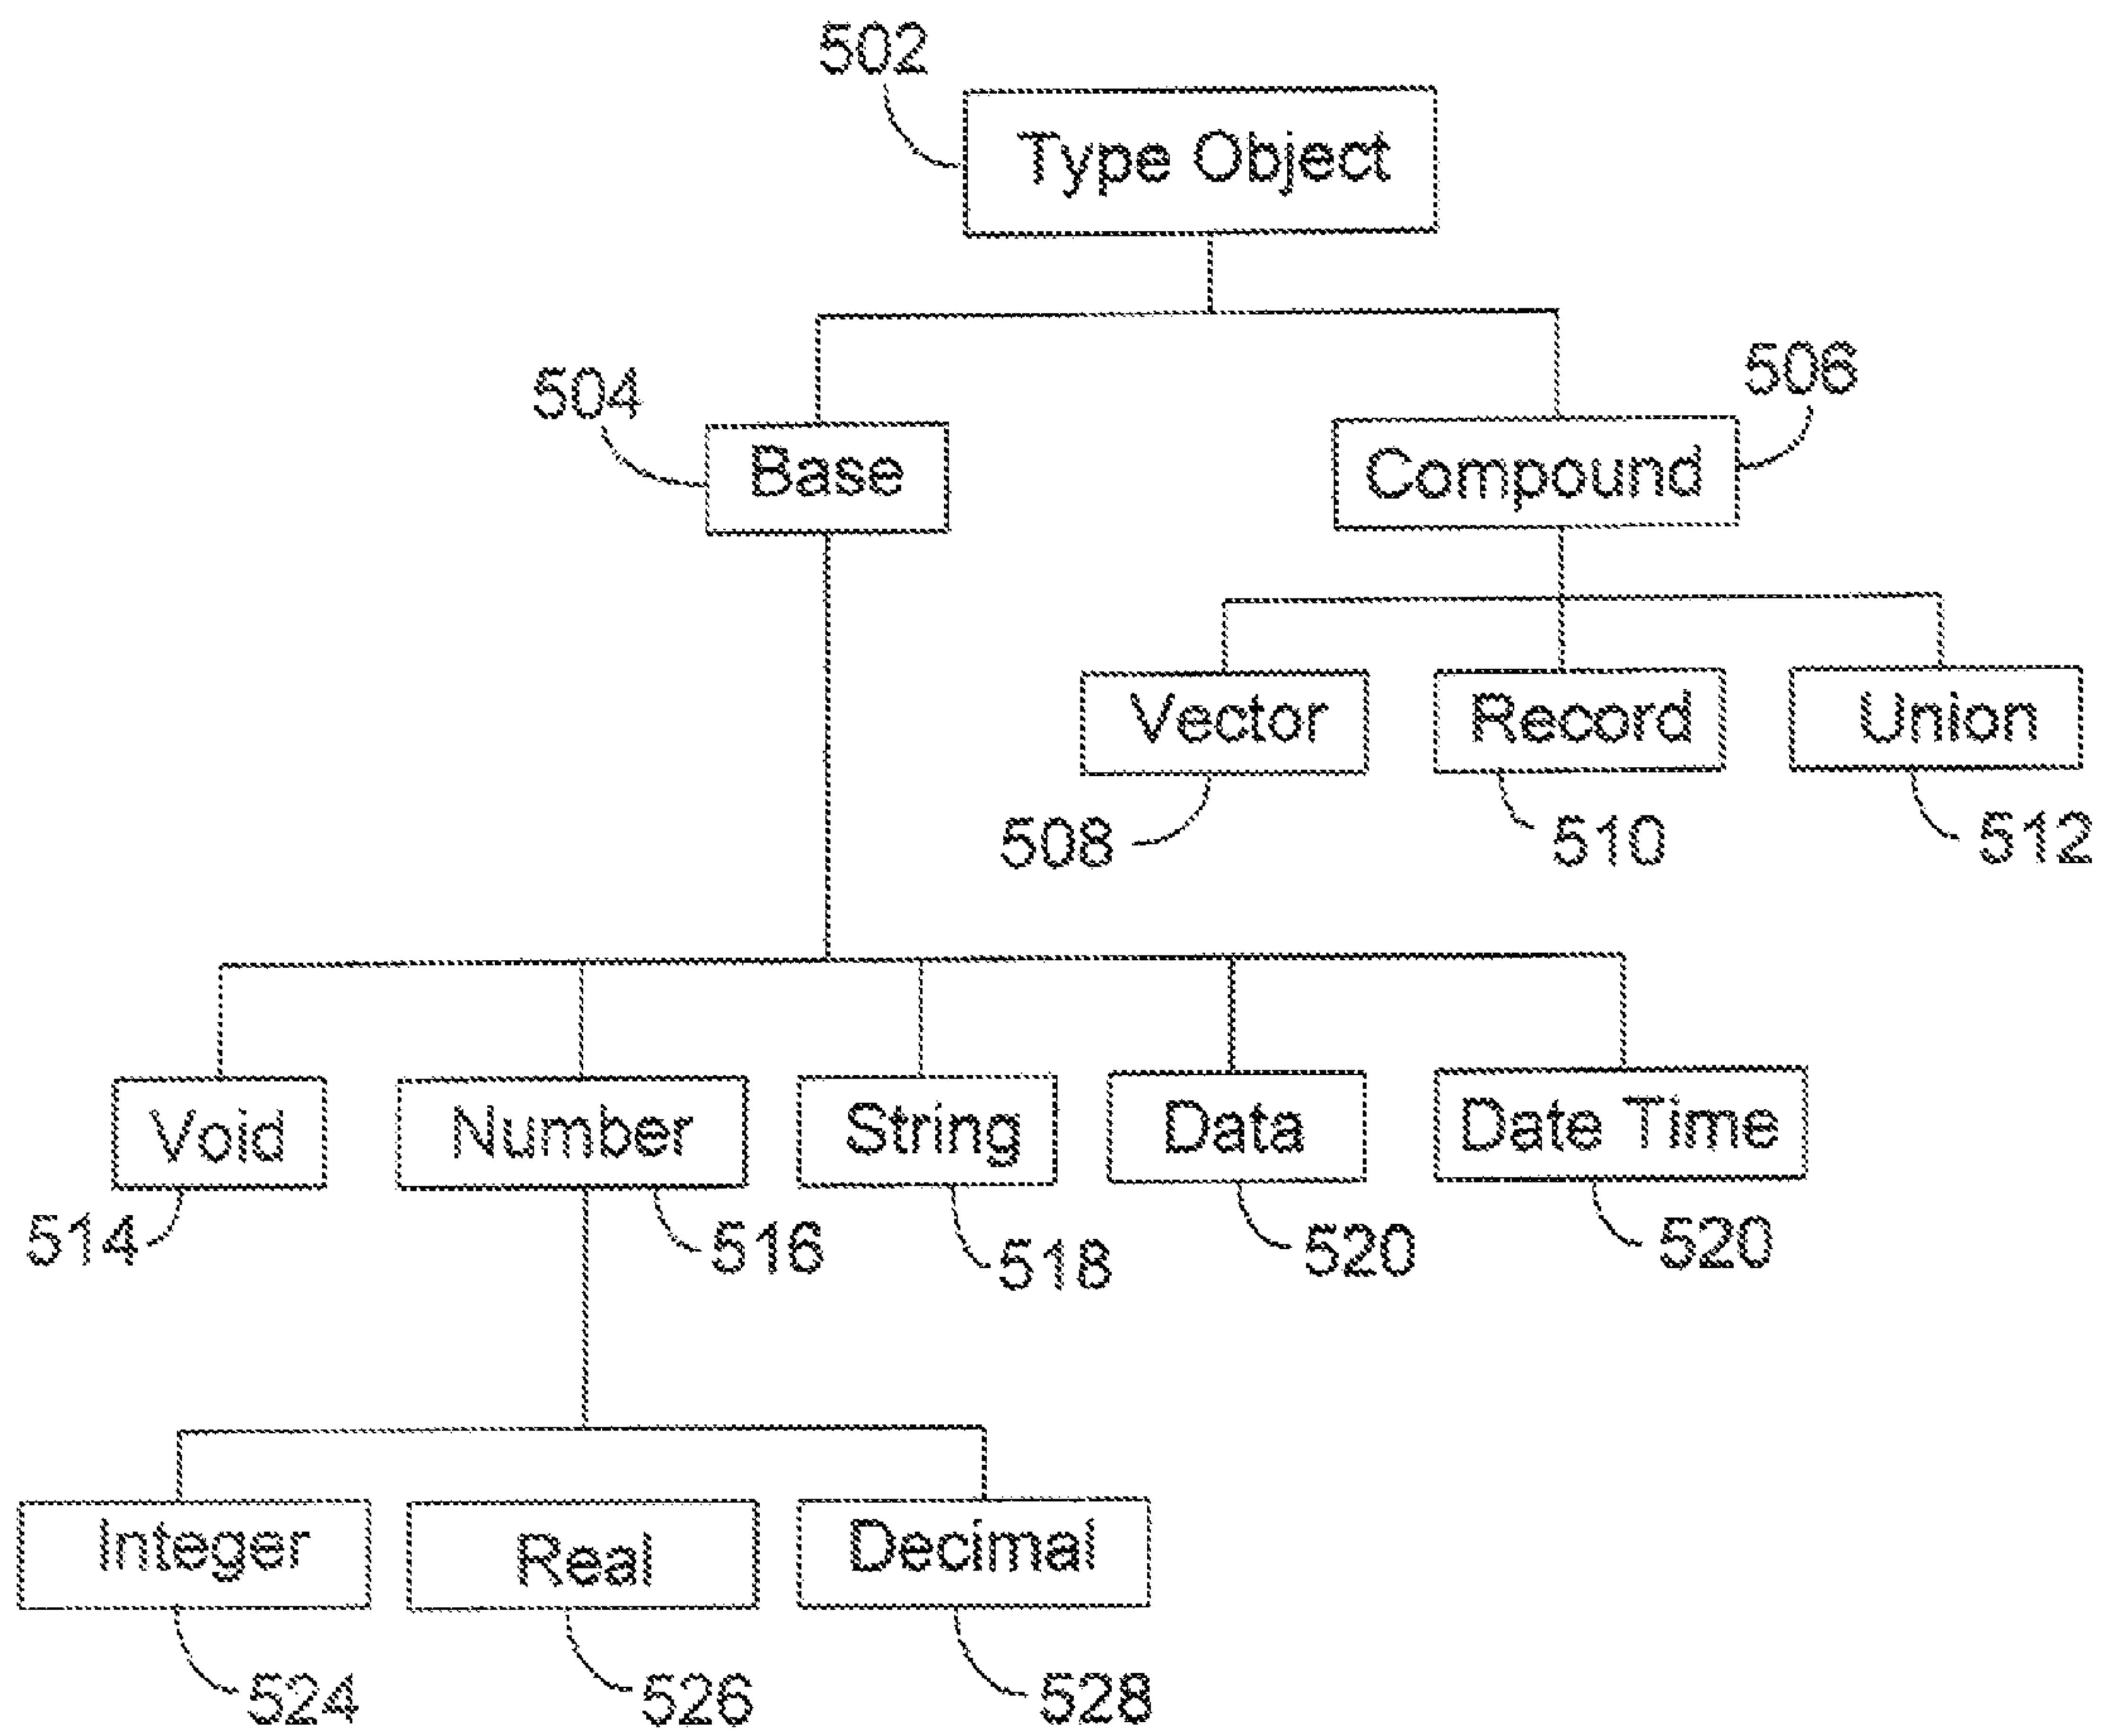 502
Type Object
504
506
Base
Compound
Vector
Record
Union
508
510
512
Void
Number
String
Data
Date Time
514
516
518
520
520
Integer
Real
Decimal
524
526
528